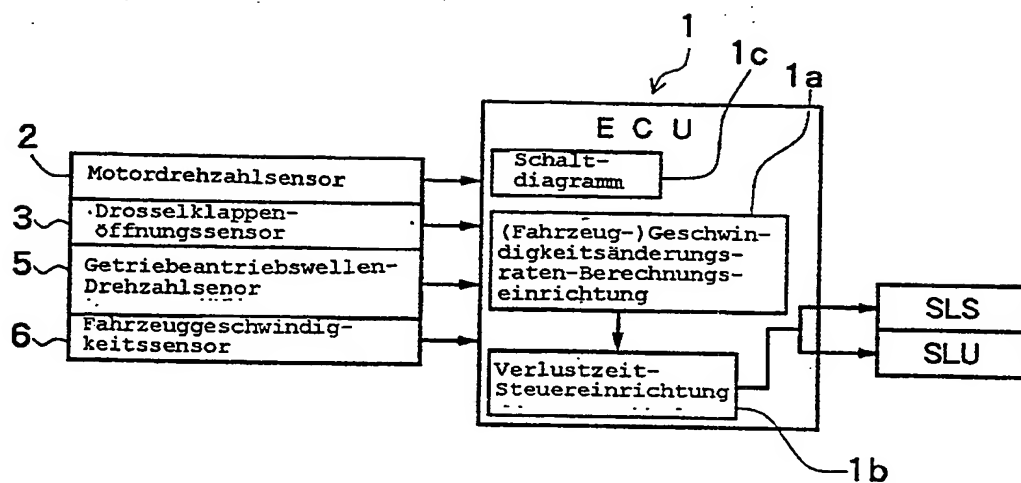 1
1c
1a
E C U
2
Motordrehzahlsensor
Schalt-
diagramm
3
Drosselklappen-
öffnungssensor
(Fahrzeug-)Geschwin-
digkeitsänderungs-
raten-Berechnungs-
einrichtung
5
Getriebeantriebswellen-
Drehzahlsenor
6
Fahrzeuggeschwindig-
keitssensor
SLS
SLU
Verlustzeit-
Steuereinrichtung
1b